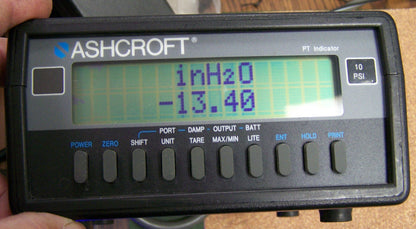 ASHCROFT®
PT Indicator
inH2O
-13.40
10
PSI
PORT DAMP OUTPUT BATT
POWER ZERO SHIFT UNIT TARE MAX/MIN LITE ENT HOLD PRINT